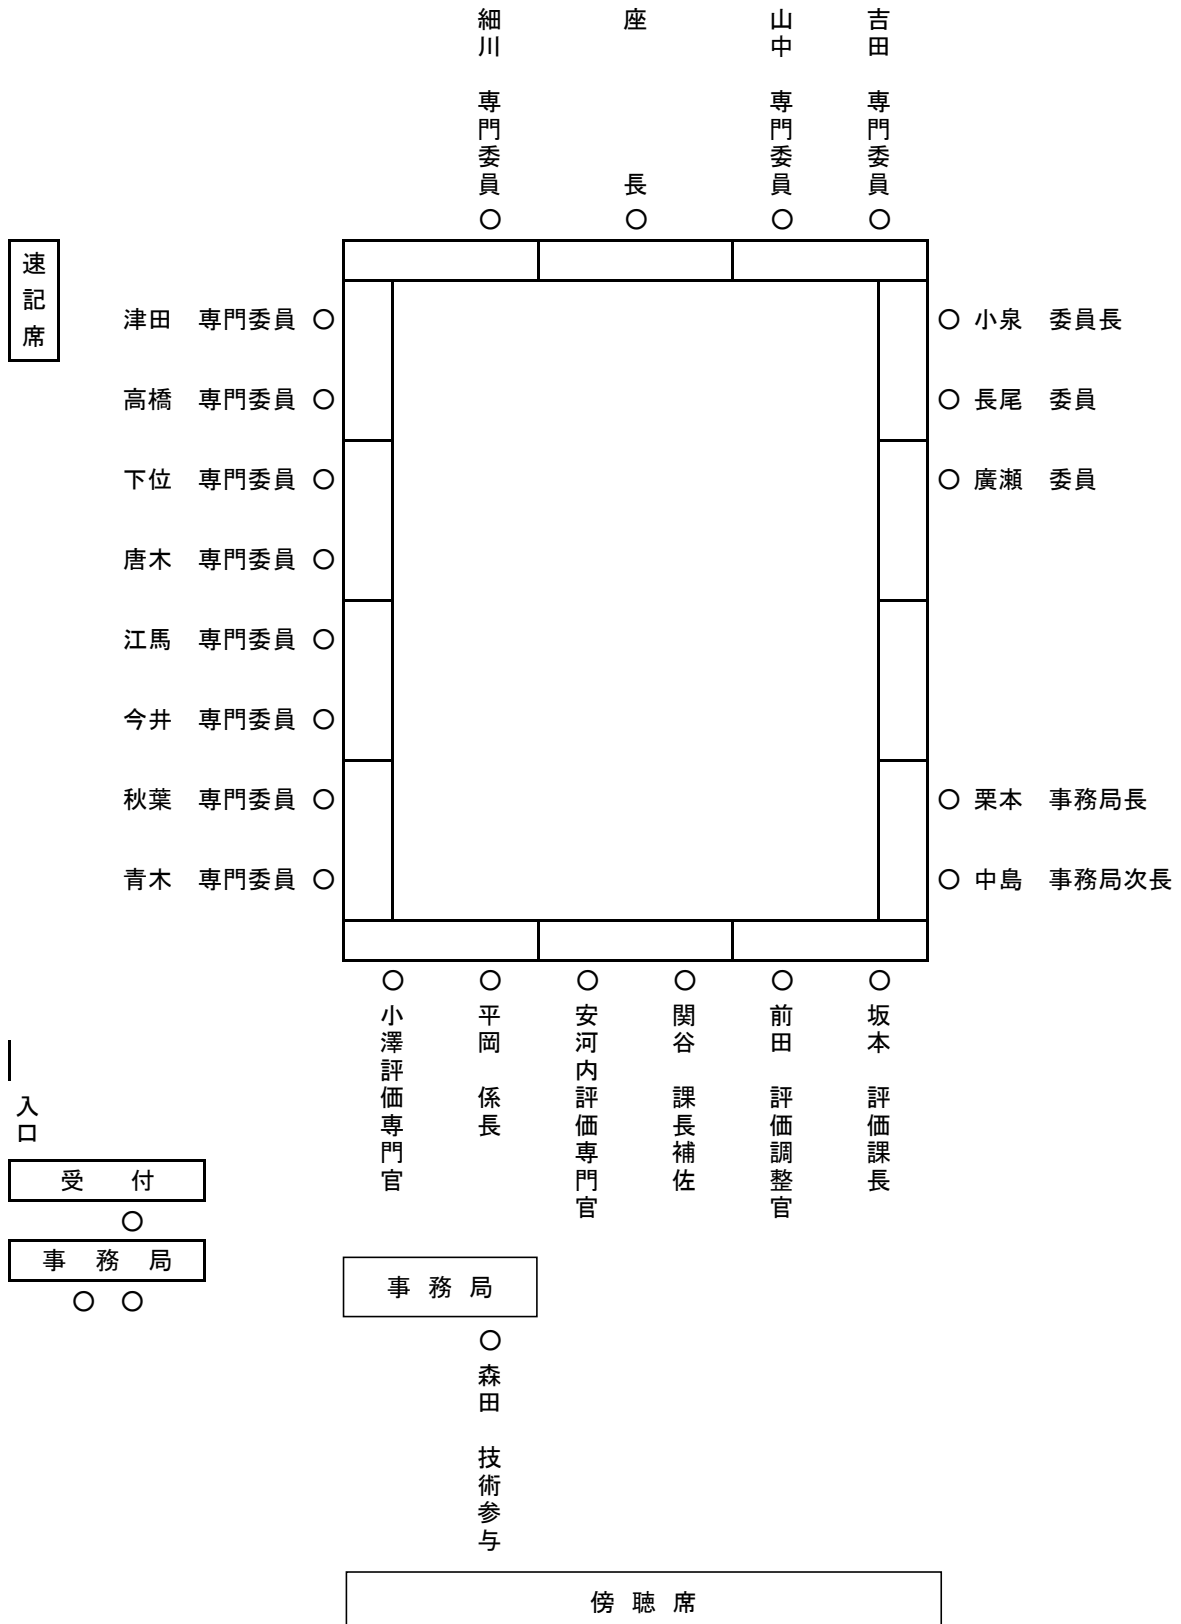 細川　専門委員
座　　　　　長
山中　専門委員
吉田　専門委員
速記席
津田　専門委員
小泉　委員長
高橋　専門委員
長尾　委員
下位　専門委員
廣瀬　委員
唐木　専門委員
江馬　専門委員
今井　専門委員
秋葉　専門委員
栗本　事務局長
青木　専門委員
中島　事務局次長
小澤評価専門官
平岡　係長
安河内評価専門官
関谷　課長補佐
前田　評価調整官
坂本　評価課長
入口
受　付
事　務　局
事 務 局
森田　技術参与
傍 聴 席